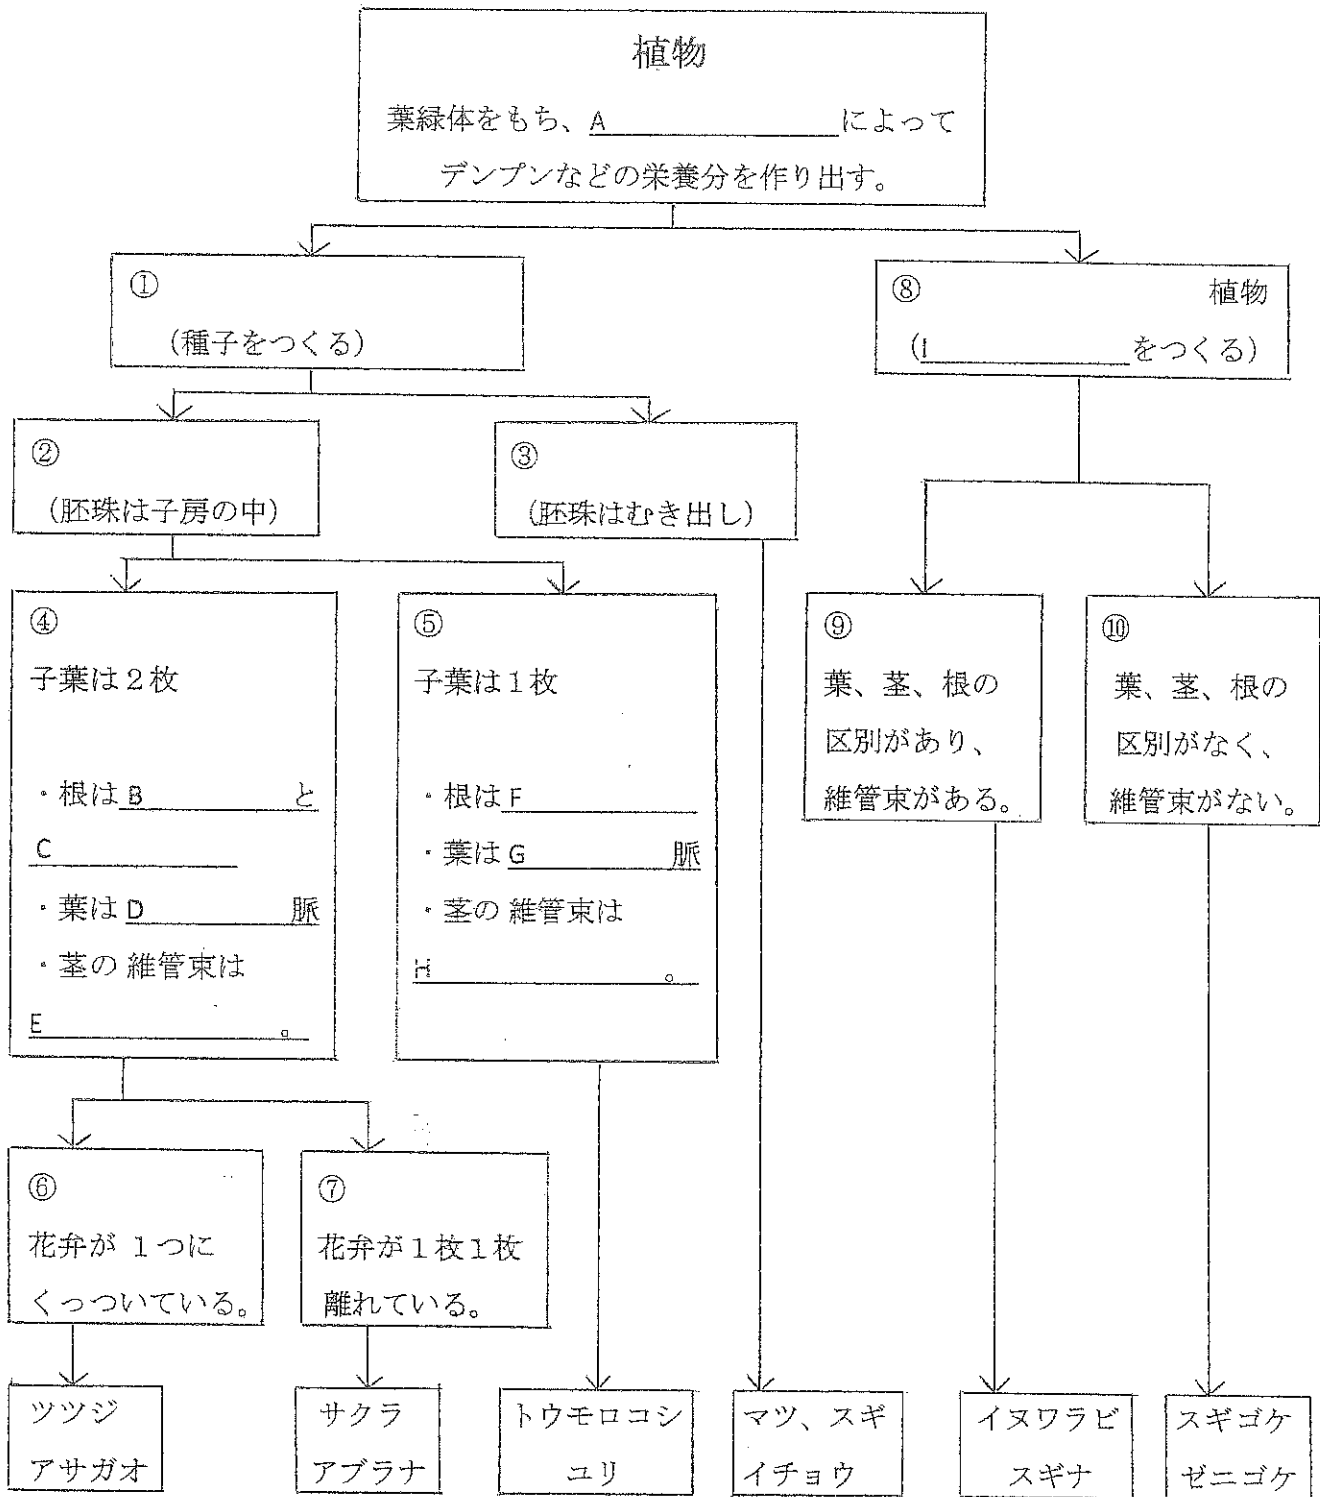 植物
葉緑体をもち、A によって
デンプンなどの栄養分を作り出す。
①
(種子をつくる)
⑧ 植物
(I をつくる)
②
(胚珠は子房の中)
③
(胚珠はむき出し)
④
子葉は２枚
・根は B と
C
・葉は D 脈
・茎の 維管束は
E 。
⑤
子葉は１枚
・根は F
・葉は G 脈
・茎の 維管束は
H 。
⑨
葉、茎、根の
区別があり、
維管束がある。
⑩
葉、茎、根の
区別がなく、
維管束がない。
⑥
花弁が １つに
くっついている。
⑦
花弁が１枚１枚
離れている。
ツツジ
アサガオ
サクラ
アブラナ
トウモロコシ
ユリ
マツ、スギ
イチョウ
イヌワラビ
スギナ
スギゴケ
ゼニゴケ